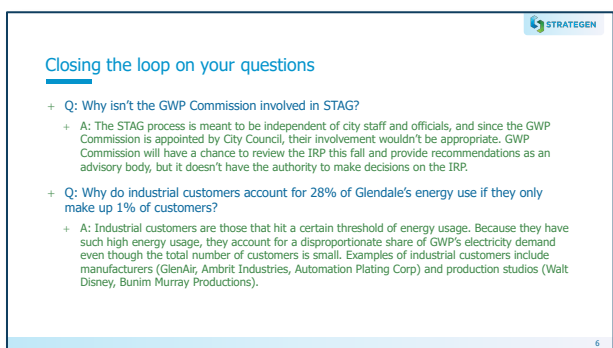 STRATEGEN
Closing the loop on your questions
+ Q: Why isn't the GWP Commission involved in STAG?
+ A: The STAG process is meant to be independent of city staff and officials, and since the GWP
Commission is appointed by City Council, their involvement wouldn't be appropriate. GWP
Commission will have a chance to review the IRP this fall and provide recommendations as an
advisory body, but it doesn't have the authority to make decisions on the IRP.
+ Q: Why do industrial customers account for 28% of Glendale's energy use if they only
make up 1% of customers?
+ A: Industrial customers are those that hit a certain threshold of energy usage. Because they have
such high energy usage, they account for a disproportionate share of GWP's electricity demand
even though the total number of customers is small. Examples of industrial customers include
manufacturers (GlenAir, Ambrit Industries, Automation Plating Corp) and production studios (Walt
Disney, Bunim Murray Productions).
6